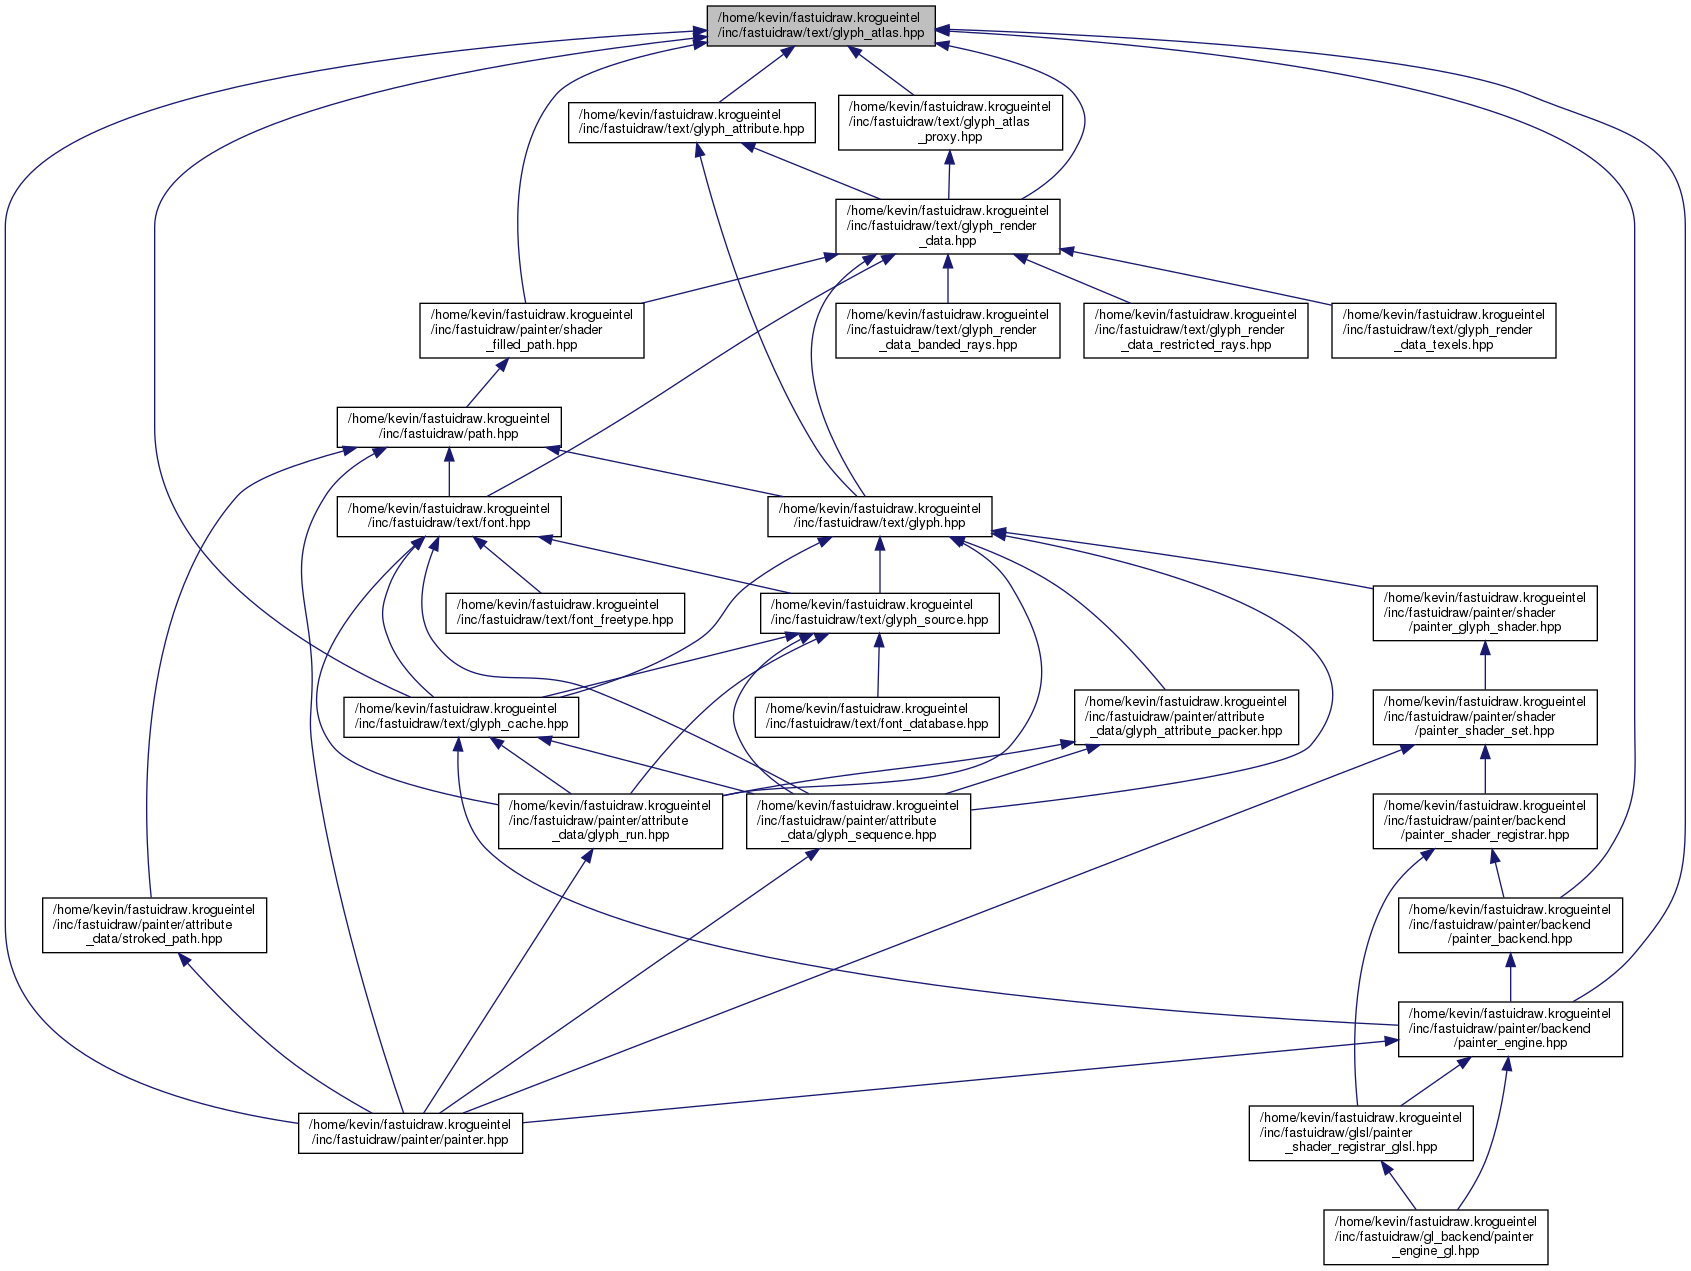 /home/kevin/fastuidraw.krogueintel
/inc/fastuidraw/text/glyph_atlas.hpp
/home/kevin/fastuidraw.krogueintel
/inc/fastuidraw/text/glyph_attribute.hpp
/home/kevin/fastuidraw.krogueintel
/inc/fastuidraw/text/glyph_atlas
_proxy.hpp
/home/kevin/fastuidraw.krogueintel
/inc/fastuidraw/text/glyph_render
_data.hpp
/home/kevin/fastuidraw.krogueintel
/inc/fastuidraw/painter/shader
_filled_path.hpp
/home/kevin/fastuidraw.krogueintel
/inc/fastuidraw/text/glyph_render
_data_banded_rays.hpp
/home/kevin/fastuidraw.krogueintel
/inc/fastuidraw/text/glyph_render
_data_restricted_rays.hpp
/home/kevin/fastuidraw.krogueintel
/inc/fastuidraw/text/glyph_render
_data_texels.hpp
/home/kevin/fastuidraw.krogueintel
/inc/fastuidraw/path.hpp
/home/kevin/fastuidraw.krogueintel
/inc/fastuidraw/text/font.hpp
/home/kevin/fastuidraw.krogueintel
/inc/fastuidraw/text/glyph.hpp
/home/kevin/fastuidraw.krogueintel
/inc/fastuidraw/text/font_freetype.hpp
/home/kevin/fastuidraw.krogueintel
/inc/fastuidraw/text/glyph_source.hpp
/home/kevin/fastuidraw.krogueintel
/inc/fastuidraw/painter/shader
/painter_glyph_shader.hpp
/home/kevin/fastuidraw.krogueintel
/inc/fastuidraw/text/glyph_cache.hpp
/home/kevin/fastuidraw.krogueintel
/inc/fastuidraw/text/font_database.hpp
/home/kevin/fastuidraw.krogueintel
/inc/fastuidraw/painter/attribute
_data/glyph_attribute_packer.hpp
/home/kevin/fastuidraw.krogueintel
/inc/fastuidraw/painter/shader
/painter_shader_set.hpp
/home/kevin/fastuidraw.krogueintel
/inc/fastuidraw/painter/attribute
_data/glyph_run.hpp
/home/kevin/fastuidraw.krogueintel
/inc/fastuidraw/painter/attribute
_data/glyph_sequence.hpp
/home/kevin/fastuidraw.krogueintel
/inc/fastuidraw/painter/backend
/painter_shader_registrar.hpp
/home/kevin/fastuidraw.krogueintel
/inc/fastuidraw/painter/attribute
_data/stroked_path.hpp
/home/kevin/fastuidraw.krogueintel
/inc/fastuidraw/painter/backend
/painter_backend.hpp
/home/kevin/fastuidraw.krogueintel
/inc/fastuidraw/painter/backend
/painter_engine.hpp
/home/kevin/fastuidraw.krogueintel
/inc/fastuidraw/painter/painter.hpp
/home/kevin/fastuidraw.krogueintel
/inc/fastuidraw/glsl/painter
_shader_registrar_glsl.hpp
/home/kevin/fastuidraw.krogueintel
/inc/fastuidraw/gl_backend/painter
_engine_gl.hpp